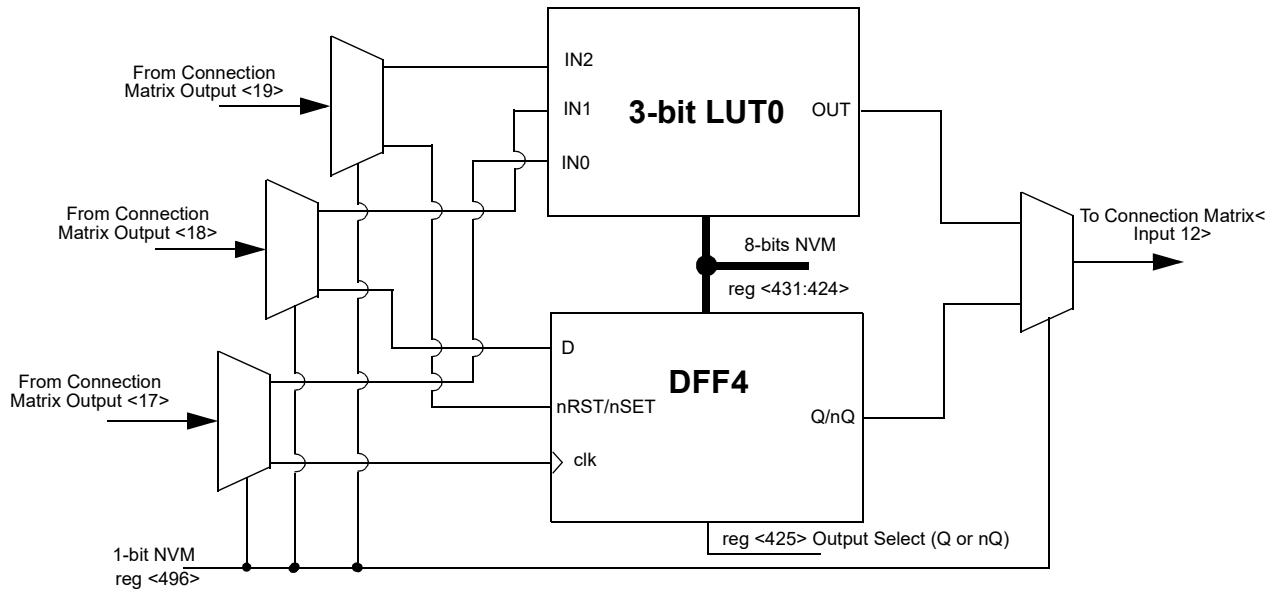 From Connection
Matrix Output <19>
IN2
IN1
IN0
3-bit LUT0
OUT
From Connection
Matrix Output <18>
To Connection Matrix<
Input 12>
8-bits NVM
reg <431:424>
D
DFF4
From Connection
Matrix Output <17>
nRST/nSET
Q/nQ
clk
reg <425> Output Select (Q or nQ)
1-bit NVM
reg <496>